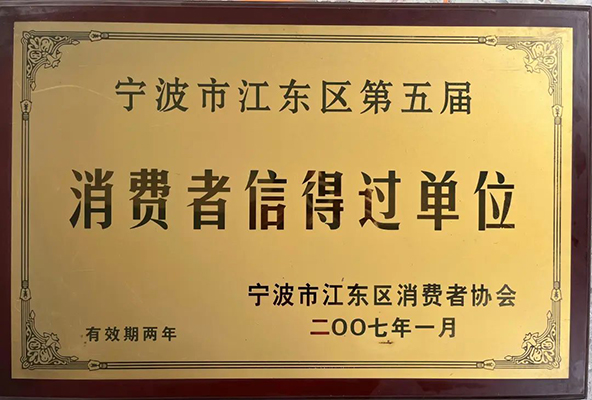 宁波市江东区第五届
消费者信得过单位
宁波市江东区消费者协会
有效期两年
二〇〇七年一月